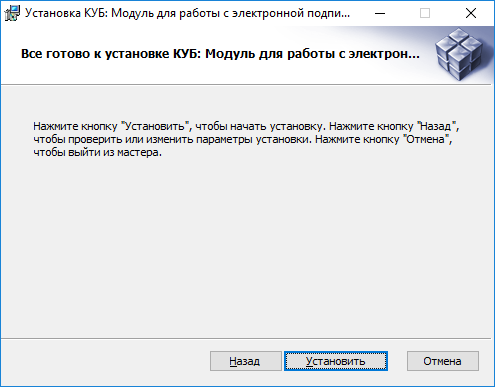 Установка КУБ: Модуль для работы с электронной подпи...
Все готово к установке КУБ: Модуль для работы с электрон...
Нажмите кнопку "Установить", чтобы начать установку. Нажмите кнопку "Назад",
чтобы проверить или изменить параметры установки. Нажмите кнопку "Отмена",
чтобы выйти из мастера.
Назад Установить Отмена